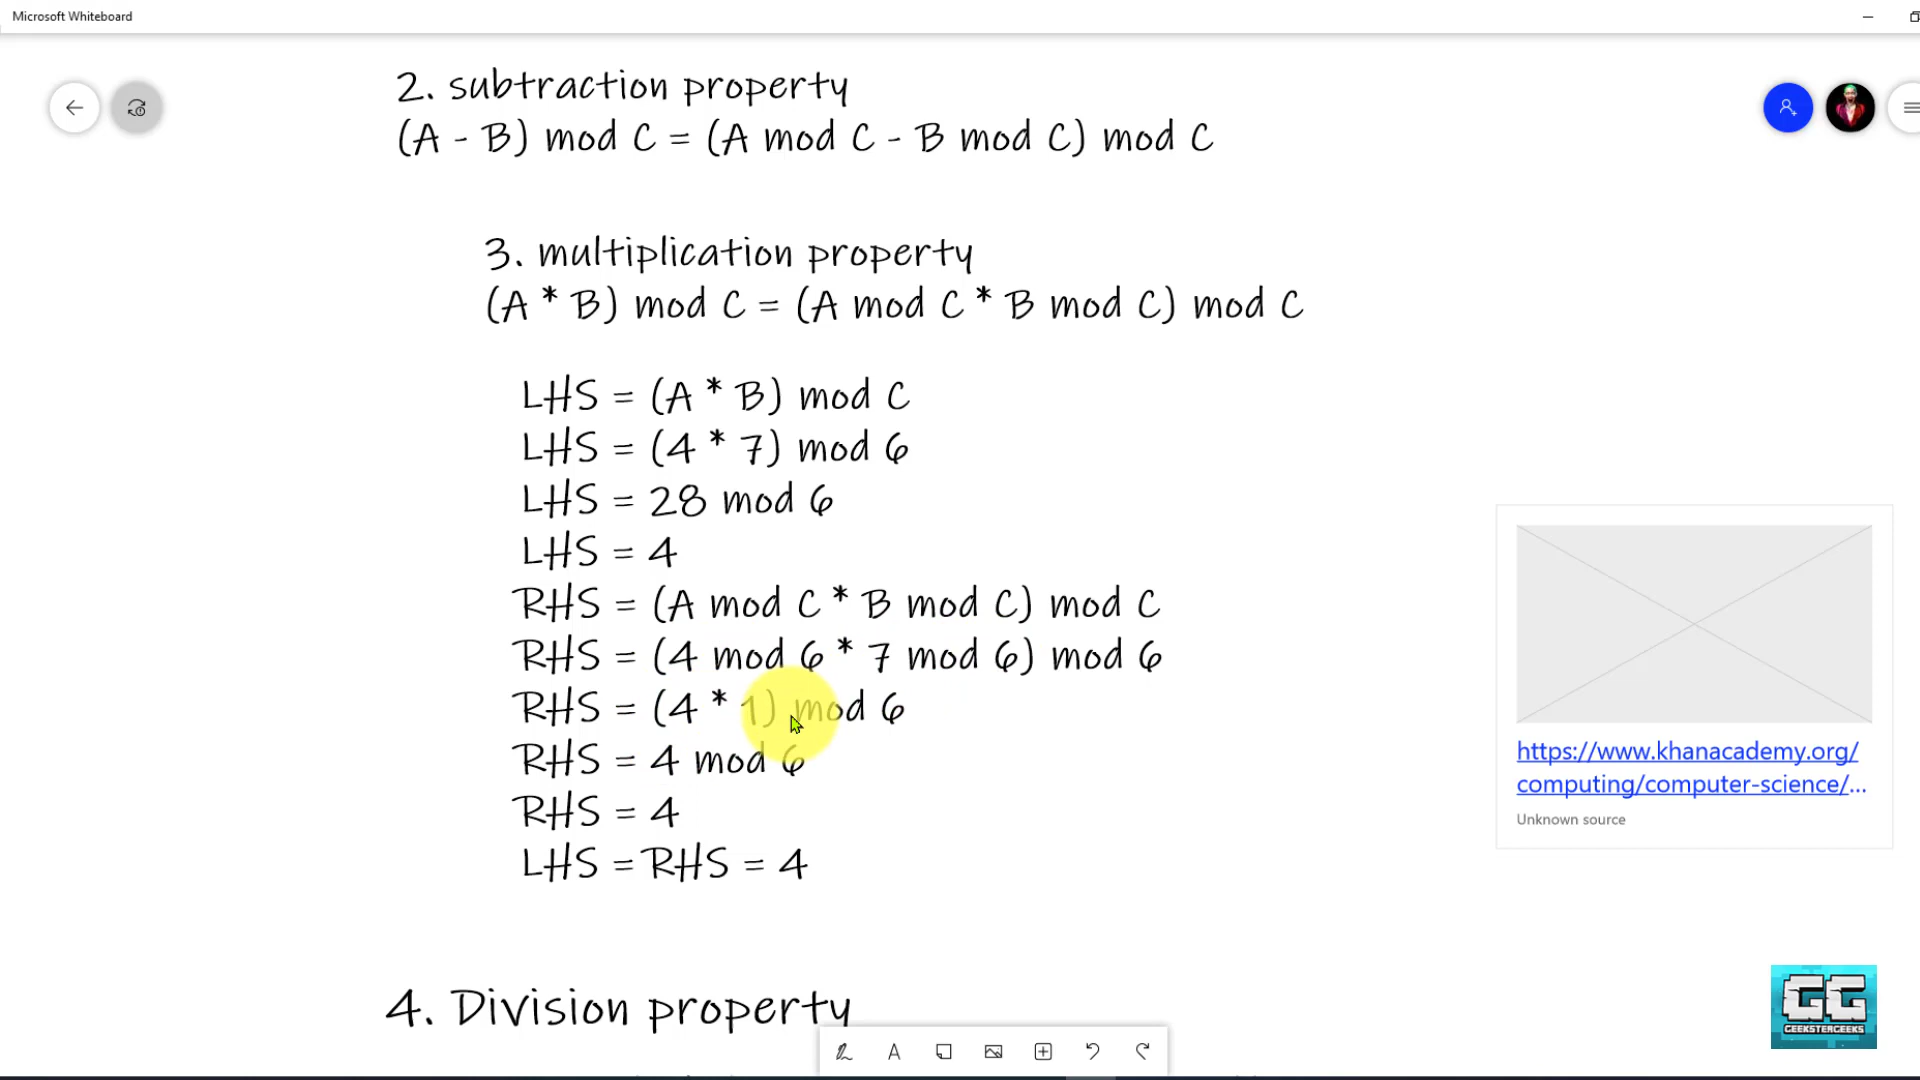 Microsoft Whiteboard
2. subtraction property
(A - B) mod C = (A mod C - B mod C) mod C
3. multiplication property
(A * B) mod C = (A mod C * B mod C) mod C
LHS = (A * B) mod C
LHS = (4 * 7) mod 6
LHS = 28 mod 6
LHS = 4
RHS = (A mod C * B mod C) mod C
RHS = (4 mod 6 * 7 mod 6) mod 6
RHS = (4 * 1) mod 6
RHS = 4 mod 6
RHS = 4
LHS = RHS = 4
https://www.khanacademy.org/
computing/computer-science/...
Unknown source
4. Division property
GG
GEEKSTERGEEKS
A